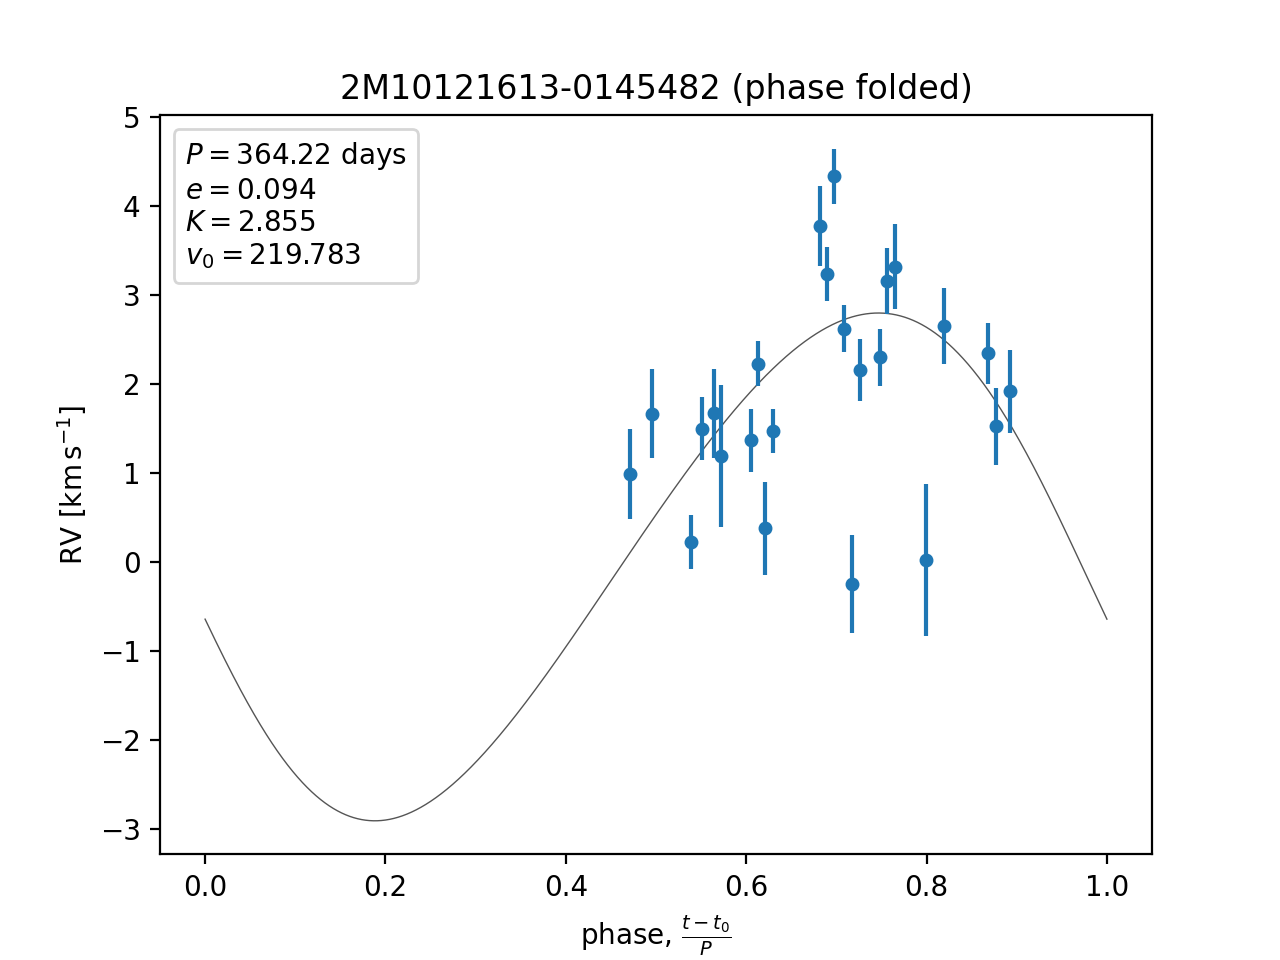 2M10121613-0145482 (phase folded)
P = 364.22 days
e = 0.094
K = 2.855
v₀ = 219.783
5
4
3
2
1
0
−1
−2
−3
RV [km s⁻¹]
0.0 0.2 0.4 0.6 0.8 1.0
phase, (t − t₀)/P